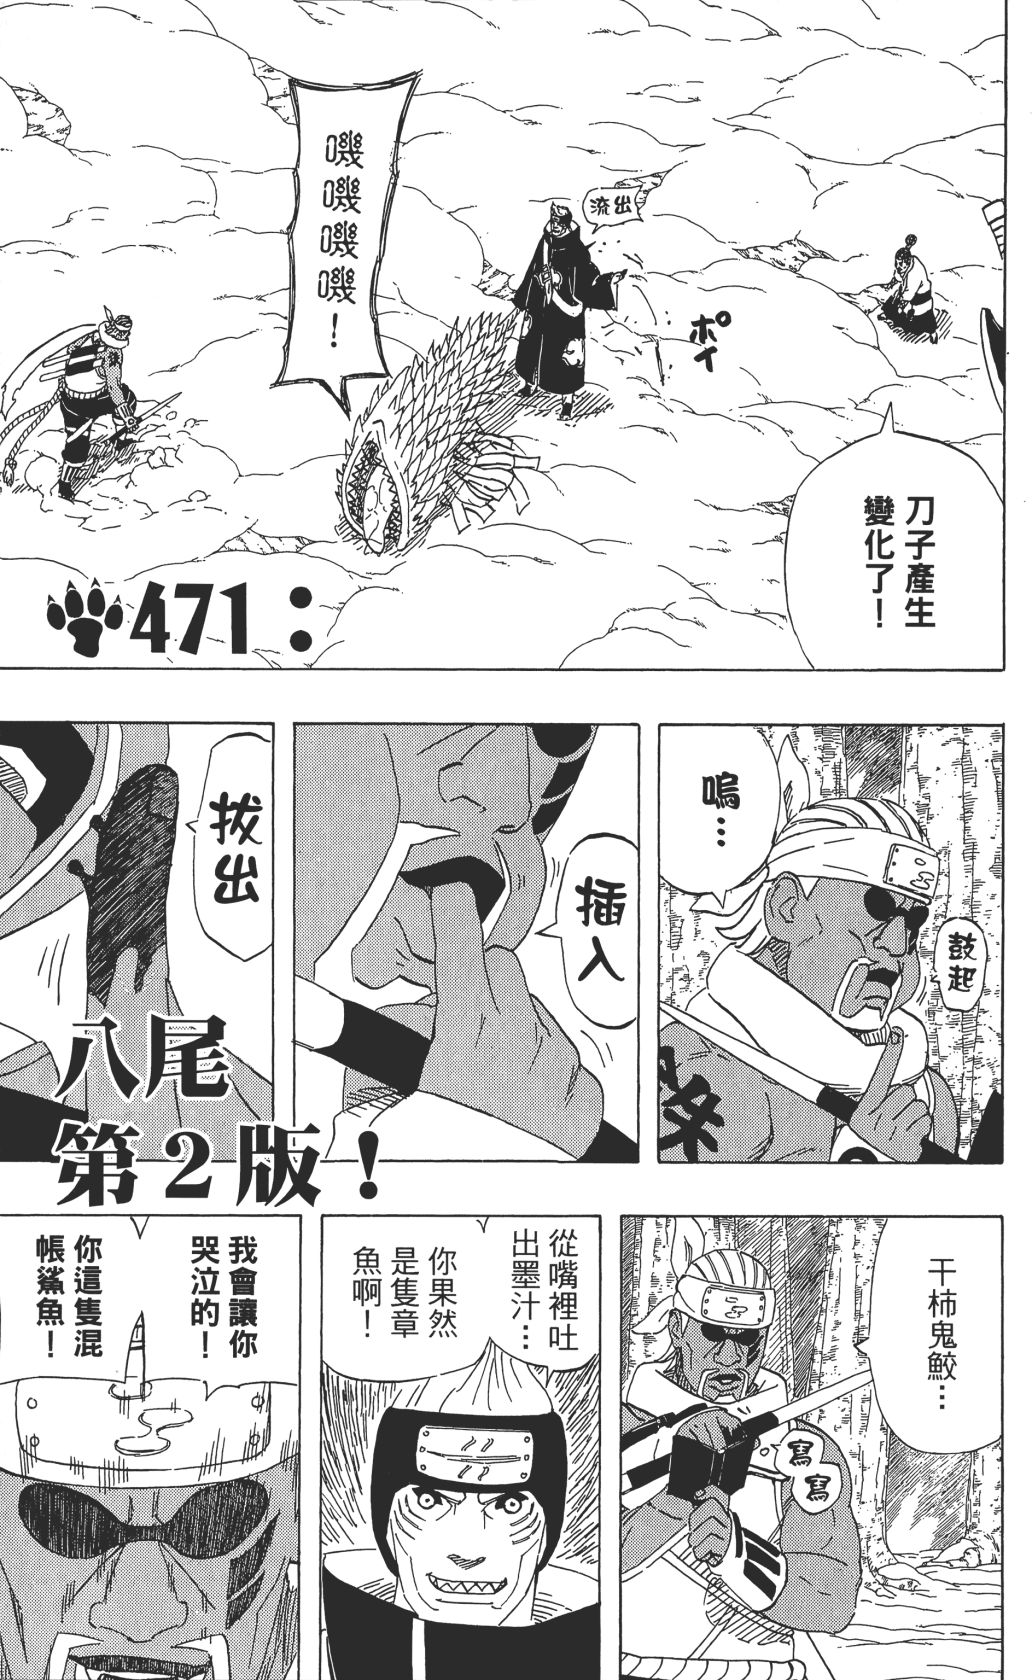 刀子產生
變化了！
流出
ポイ
嘰嘰嘰嘰！
471：
嗚…
鼓起
插入
拔出
八尾
第2版！
干柿鬼鮫…
寫
寫
從嘴裡吐
出墨汁…
你果然
是隻章
魚啊！
我會讓你
哭泣的！
你這隻混
帳鯊魚！